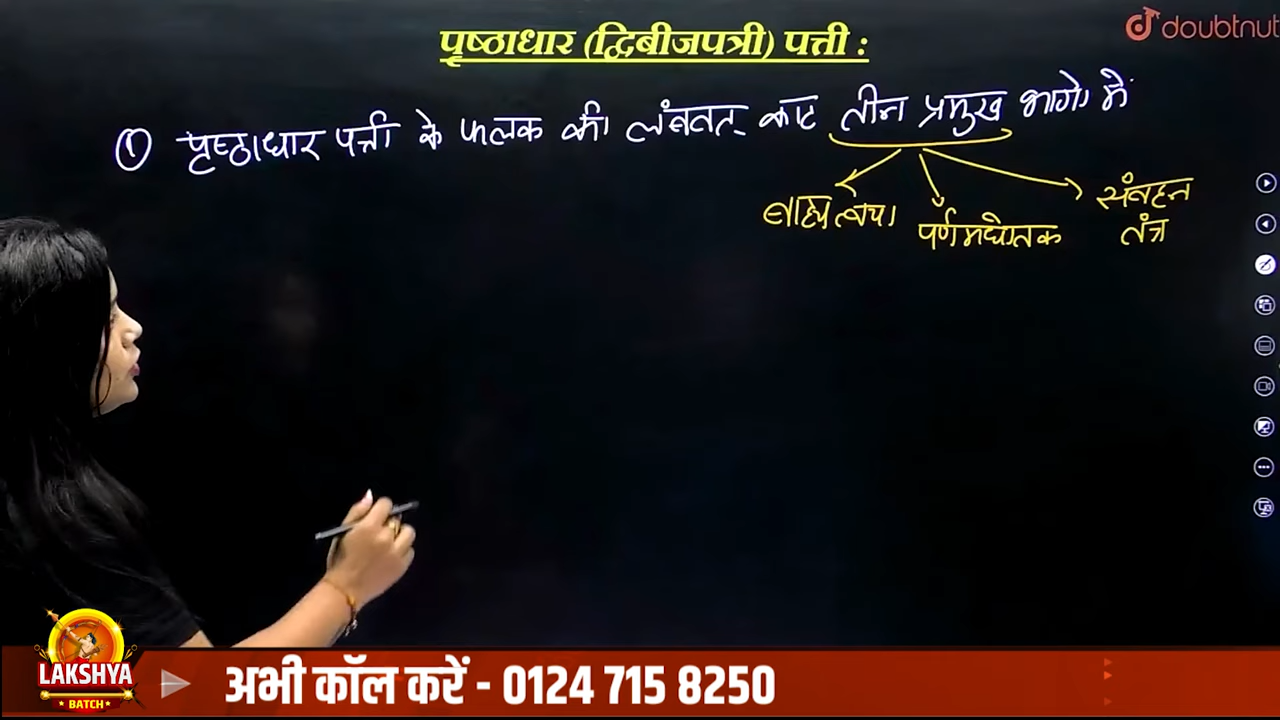 doubtnut
पृष्ठाधार (द्विबीजपत्री) पत्ती :
① पृष्ठाधार पत्ती के फलक की लंबवत काट तीन प्रमुख भागो में
बाह्यत्वचा पर्णमध्योतक संवहन
तंत्र
LAKSHYA
BATCH
अभी कॉल करें - 0124 715 8250